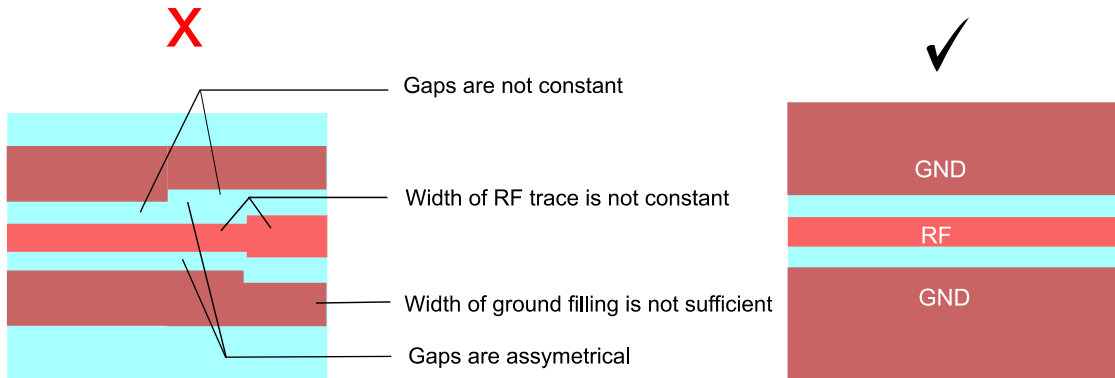 X
Gaps are not constant
Width of RF trace is not constant
Width of ground filling is not sufficient
Gaps are assymetrical
GND
RF
GND